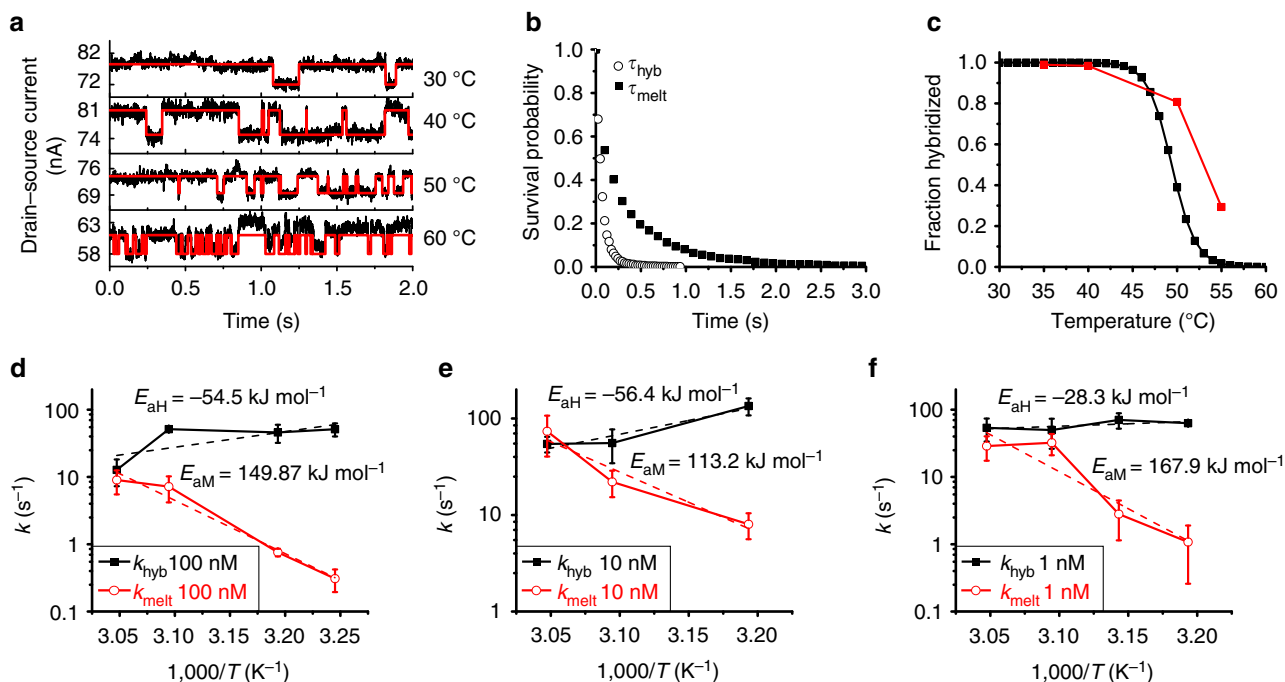 a
Drain–source current
(nA)
82
72
81
74
76
69
63
58
30 °C
40 °C
50 °C
60 °C
0.0 0.5 1.0 1.5 2.0
Time (s)
b
Survival probability
1.0
0.8
0.6
0.4
0.2
0.0
τhyb
τmelt
0.0 0.5 1.0 1.5 2.0 2.5 3.0
Time (s)
c
Fraction hybridized
1.0
0.8
0.6
0.4
0.2
0.0
30 35 40 45 50 55 60
Temperature (°C)
d
k (s⁻¹)
100
10
1
0.1
EaH = –54.5 kJ mol⁻¹
EaM = 149.87 kJ mol⁻¹
khyb 100 nM
kmelt 100 nM
3.05 3.10 3.15 3.20 3.25
1,000/T (K⁻¹)
e
k (s⁻¹)
100
10
1
EaH = –56.4 kJ mol⁻¹
EaM = 113.2 kJ mol⁻¹
khyb 10 nM
kmelt 10 nM
3.05 3.10 3.15 3.20
1,000/T (K⁻¹)
f
k (s⁻¹)
100
10
1
0.1
EaH = –28.3 kJ mol⁻¹
EaM = 167.9 kJ mol⁻¹
khyb 1 nM
kmelt 1 nM
3.05 3.10 3.15 3.20
1,000/T (K⁻¹)